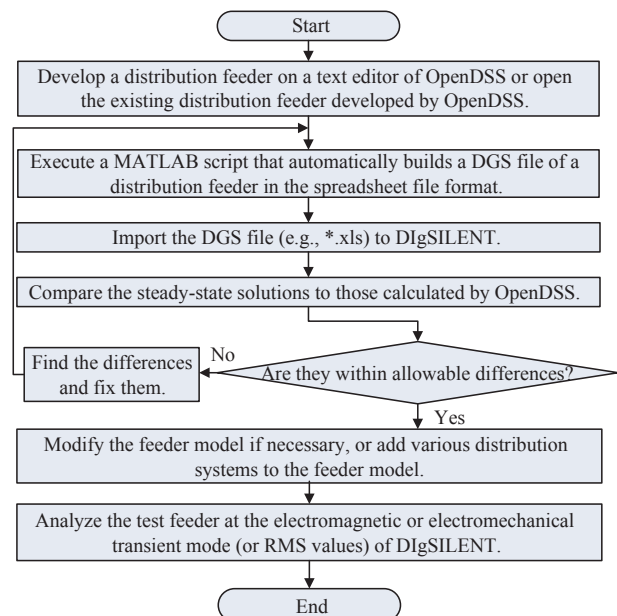 Start
Develop a distribution feeder on a text editor of OpenDSS or open
the existing distribution feeder developed by OpenDSS.
Execute a MATLAB script that automatically builds a DGS file of a
distribution feeder in the spreadsheet file format.
Import the DGS file (e.g., *.xls) to DIgSILENT.
Compare the steady-state solutions to those calculated by OpenDSS.
Find the differences
and fix them.
No
Are they within allowable differences?
Yes
Modify the feeder model if necessary, or add various distribution
systems to the feeder model.
Analyze the test feeder at the electromagnetic or electromechanical
transient mode (or RMS values) of DIgSILENT.
End